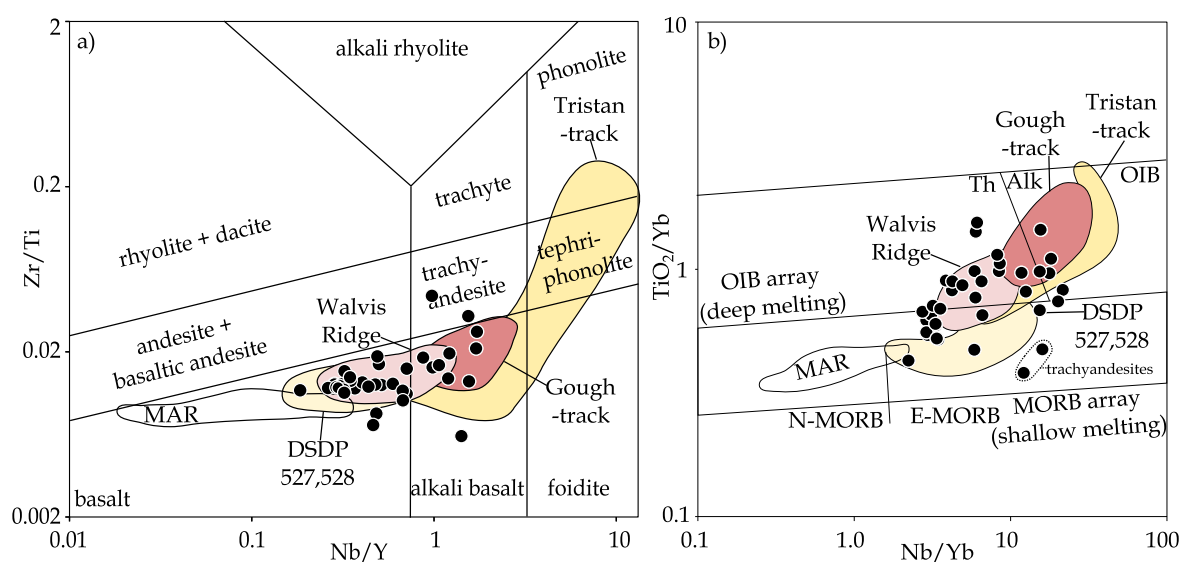 2
a)
alkali rhyolite
phonolite
Tristan
-track
0.2
trachyte
rhyolite + dacite
Zr/Ti
tephri-
phonolite
trachy-
andesite
Walvis
Ridge
andesite +
basaltic andesite
0.02
Gough
-track
MAR
DSDP
527,528
basalt
alkali basalt
foidite
0.002
0.01
0.1
1
10
Nb/Y
10
b)
Tristan
-track
Gough
-track
Th
Alk
OIB
Walvis
Ridge
TiO2/Yb
1
OIB array
(deep melting)
DSDP
527,528
MAR
trachyandesites
N-MORB
E-MORB
MORB array
(shallow melting)
0.1
0.1
1.0
10
100
Nb/Yb